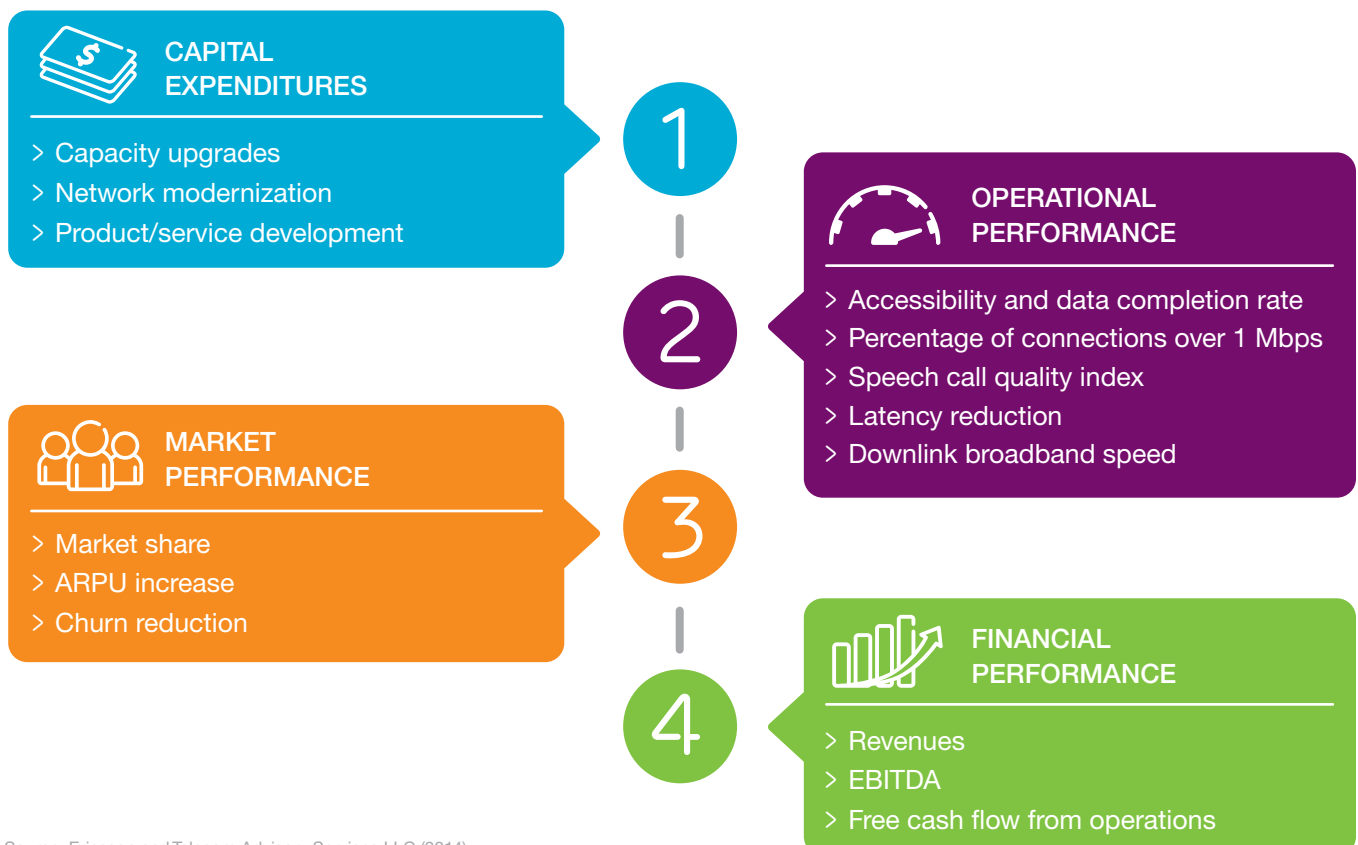 CAPITAL
EXPENDITURES
> Capacity upgrades
> Network modernization
> Product/service development
1
OPERATIONAL
PERFORMANCE
> Accessibility and data completion rate
> Percentage of connections over 1 Mbps
> Speech call quality index
> Latency reduction
> Downlink broadband speed
2
MARKET
PERFORMANCE
> Market share
> ARPU increase
> Churn reduction
3
FINANCIAL
PERFORMANCE
> Revenues
> EBITDA
> Free cash flow from operations
4